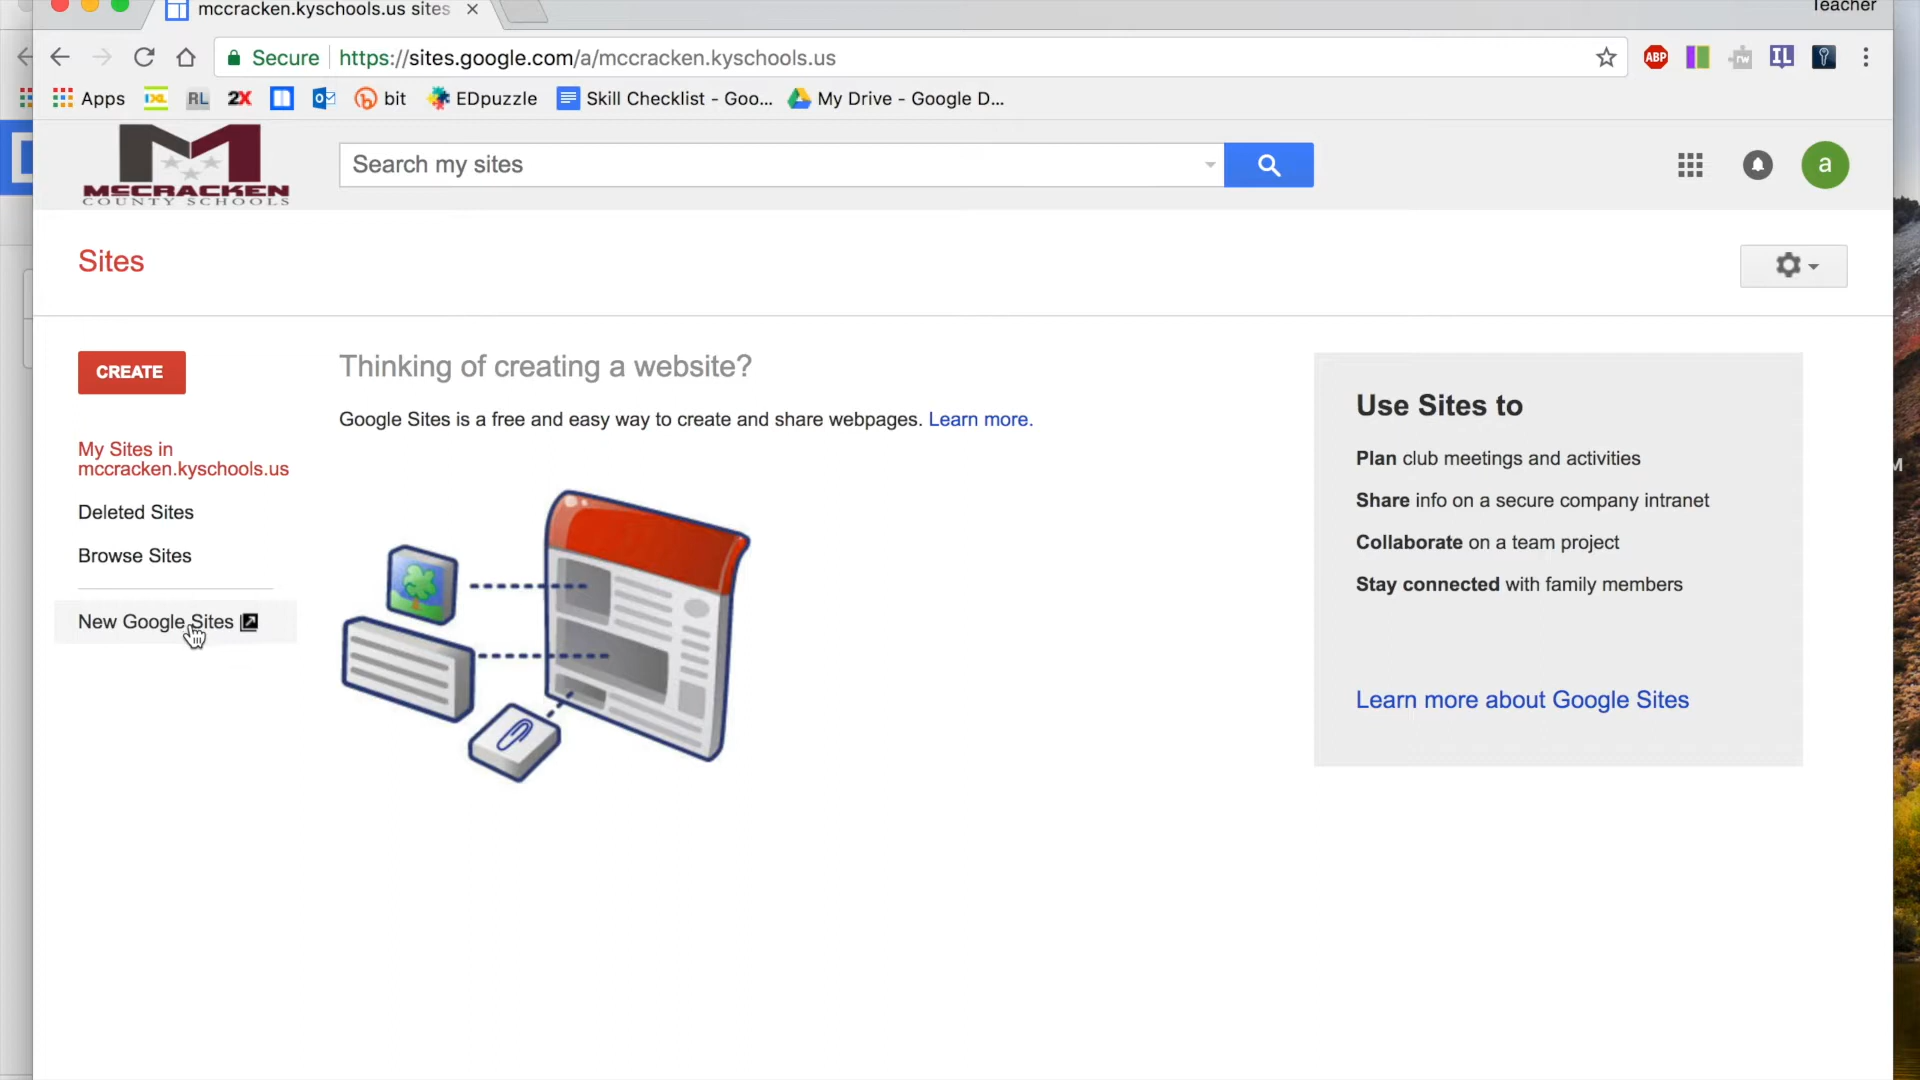 Teacher
mccracken.kyschools.us sites
Secure https://sites.google.com/a/mccracken.kyschools.us
ABP rw IL
Apps IXL RL 2X bit EDpuzzle Skill Checklist - Goo... My Drive - Google D...
M
MCCRACKEN
COUNTY SCHOOLS
Search my sites
a
Sites
CREATE
Thinking of creating a website?
Google Sites is a free and easy way to create and share webpages. Learn more.
My Sites in
mccracken.kyschools.us
Deleted Sites
Browse Sites
New Google Sites
Use Sites to
Plan club meetings and activities
Share info on a secure company intranet
Collaborate on a team project
Stay connected with family members
Learn more about Google Sites